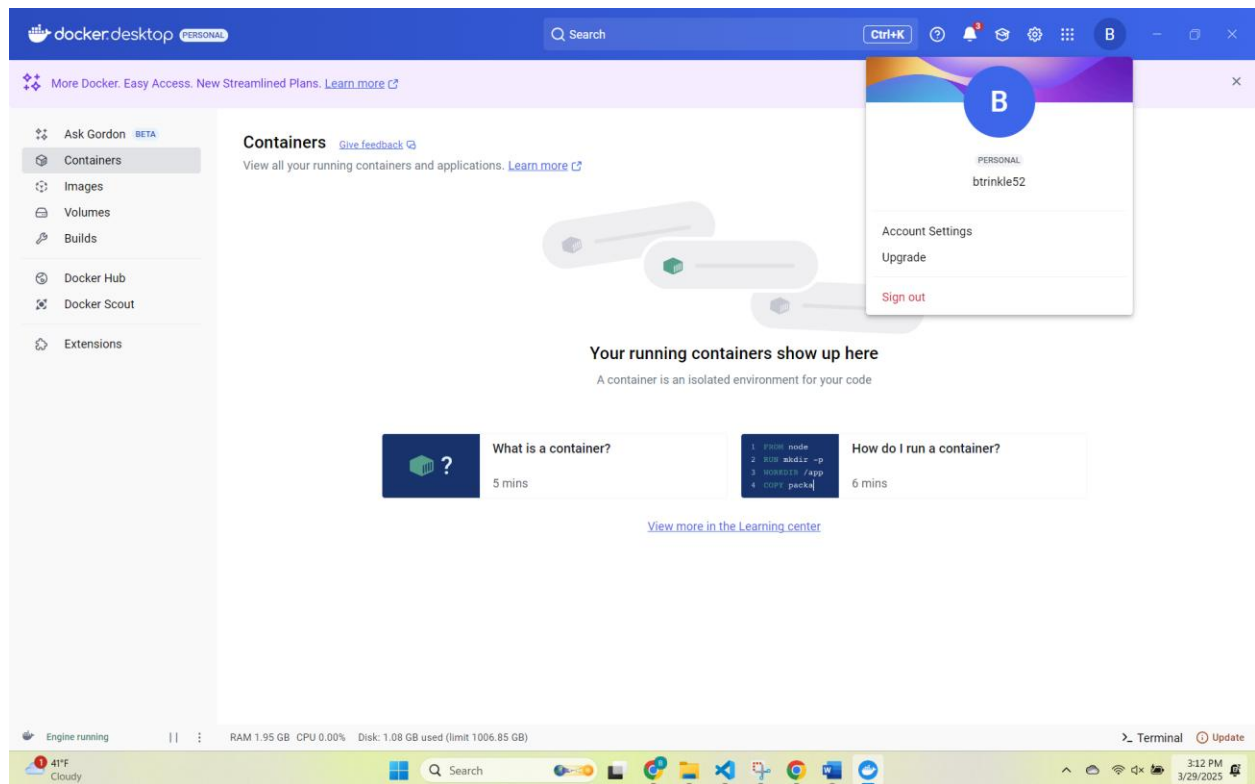 docker.desktop PERSONAL
Search
Ctrl+K
3
B
More Docker. Easy Access. New Streamlined Plans. Learn more
B
PERSONAL
btrinkle52
Account Settings
Upgrade
Sign out
Ask Gordon BETA
Containers
Images
Volumes
Builds
Docker Hub
Docker Scout
Extensions
Containers Give feedback
View all your running containers and applications. Learn more
Your running containers show up here
A container is an isolated environment for your code
?
What is a container?
5 mins
1 FROM node
2 RUN mkdir -p
3 WORKDIR /app
4 COPY packa
How do I run a container?
6 mins
View more in the Learning center
Engine running
RAM 1.95 GB CPU 0.00% Disk: 1.08 GB used (limit 1006.85 GB)
Terminal
Update
1
41°F
Cloudy
Search
3:12 PM
3/29/2025